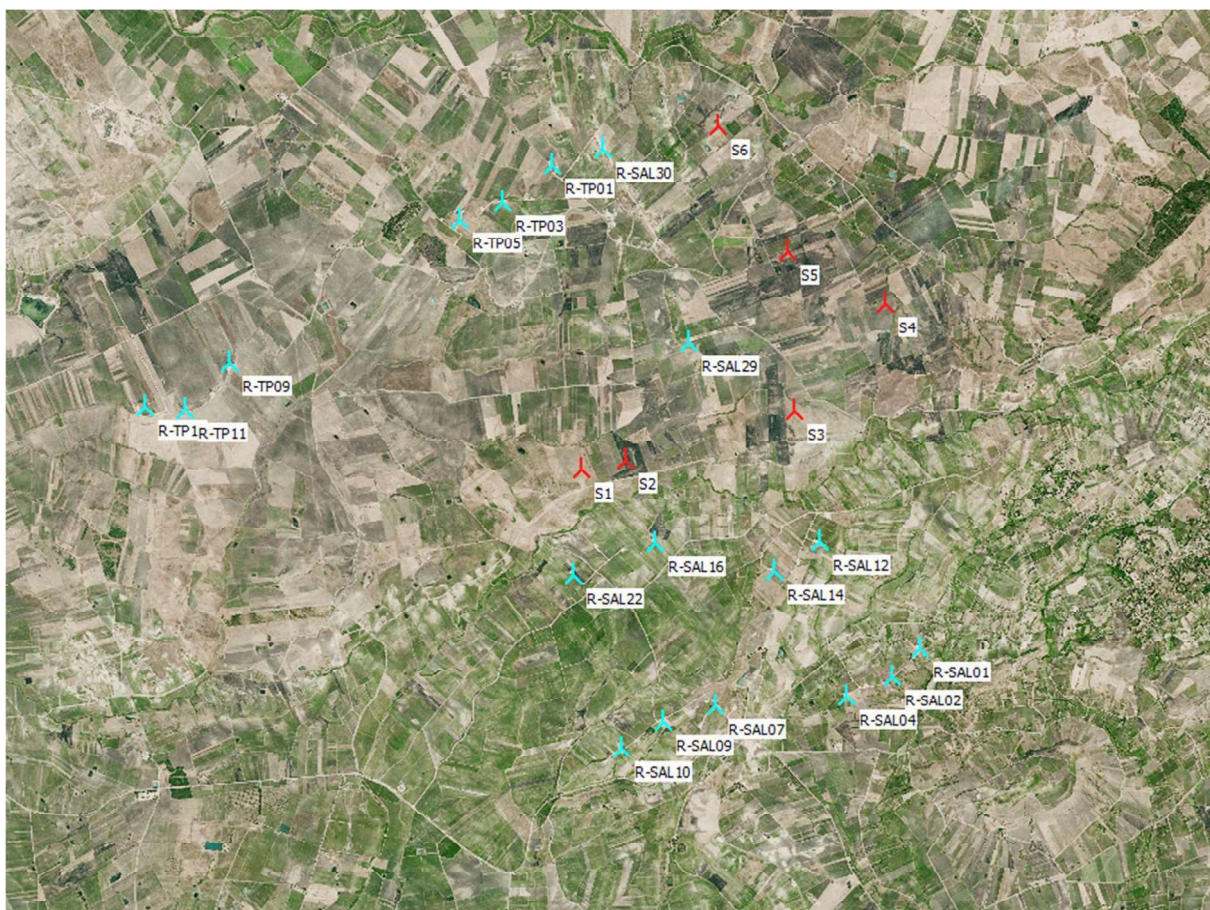 S6
R-SAL30
R-TP01
R-TP03
R-TP05
S5
S4
R-SAL29
R-TP09
R-TP1
R-TP11
S3
S1
S2
R-SAL16
R-SAL12
R-SAL14
R-SAL22
R-SAL01
R-SAL02
R-SAL04
R-SAL07
R-SAL09
R-SAL10